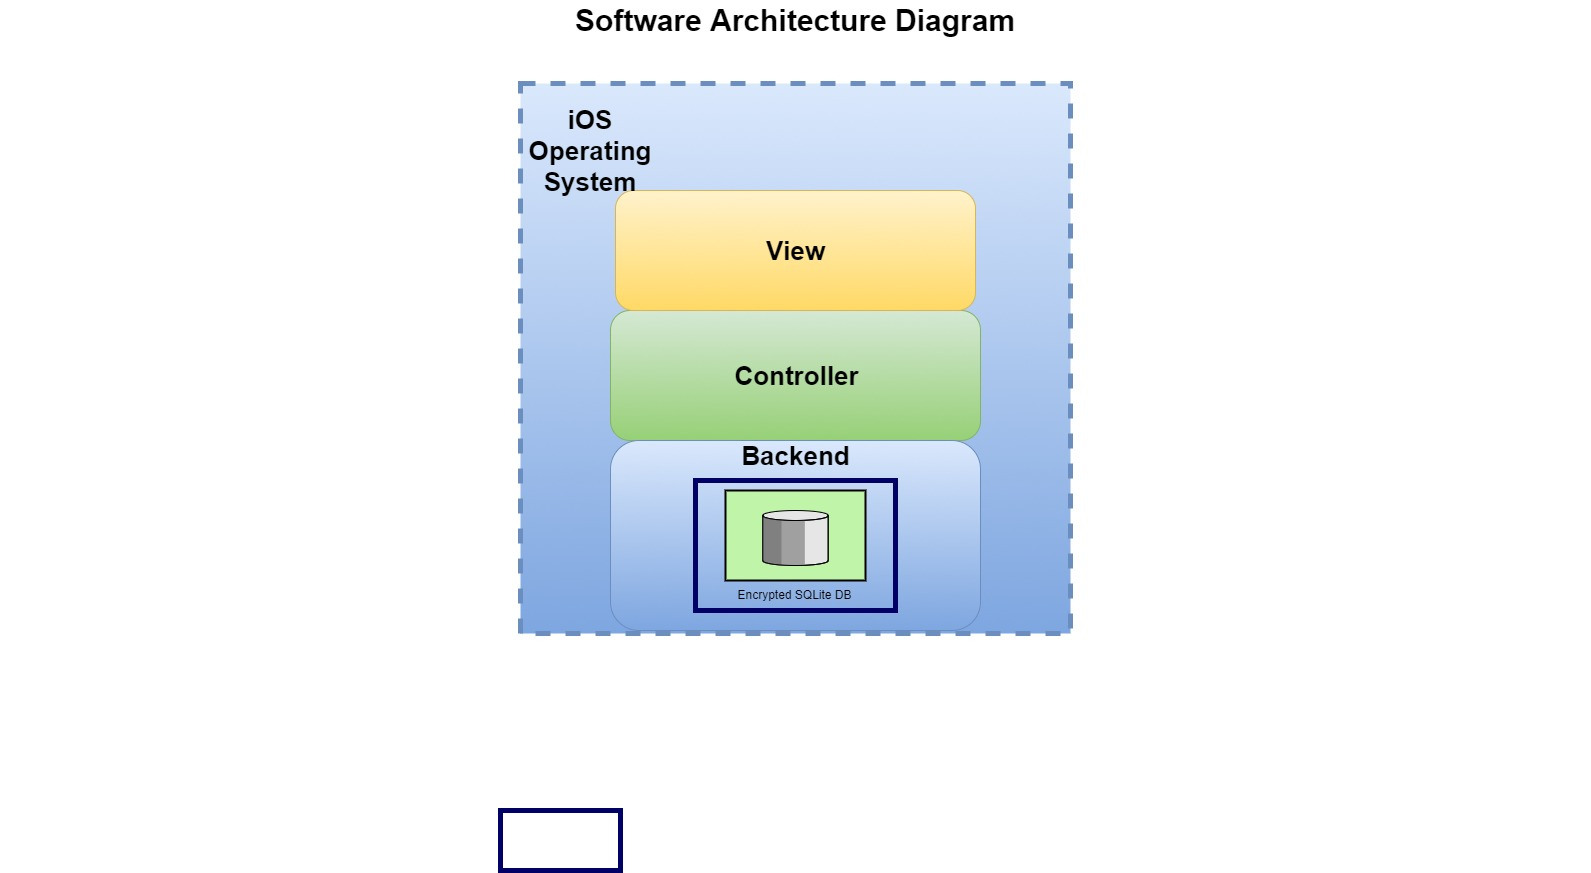 Software Architecture Diagram
iOS
Operating
System
View
Controller
Backend
Encrypted SQLite DB